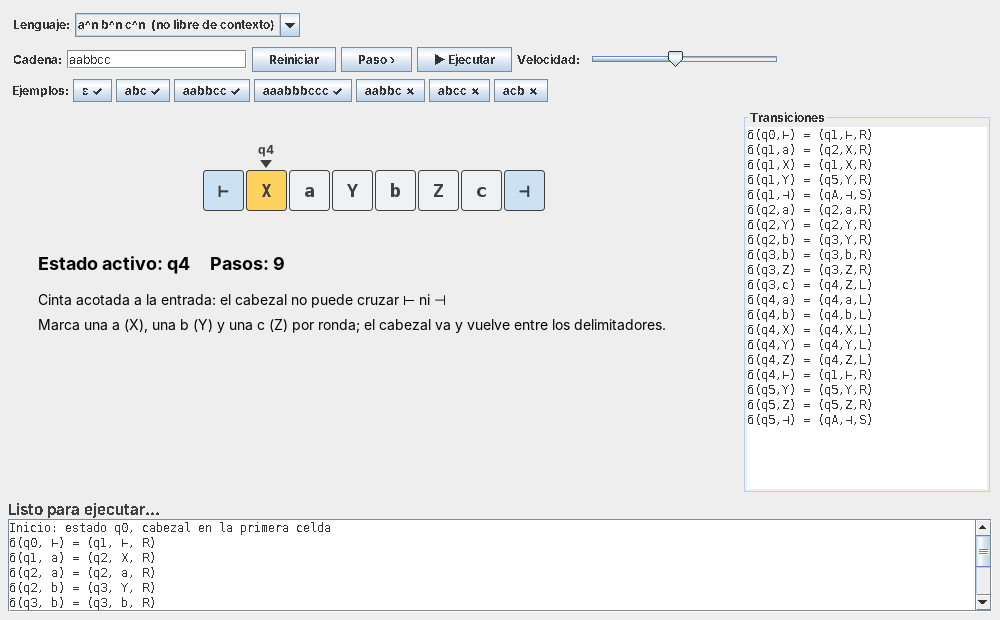 Lenguaje: a^n b^n c^n (no libre de contexto)
Cadena: aabbcc Reiniciar Paso › ▶ Ejecutar Velocidad:
Ejemplos: ε ✓ abc ✓ aabbcc ✓ aaabbbccc ✓ aabbc × abcc × acb ×
q4
⊢ X a Y b Z c ⊣
Estado activo: q4 Pasos: 9
Cinta acotada a la entrada: el cabezal no puede cruzar ⊢ ni ⊣
Marca una a (X), una b (Y) y una c (Z) por ronda; el cabezal va y vuelve entre los delimitadores.
Transiciones
δ(q0,⊢) = (q1,⊢,R)
δ(q1,a) = (q2,X,R)
δ(q1,X) = (q1,X,R)
δ(q1,Y) = (q5,Y,R)
δ(q1,⊣) = (qA,⊣,S)
δ(q2,a) = (q2,a,R)
δ(q2,Y) = (q2,Y,R)
δ(q2,b) = (q3,Y,R)
δ(q3,b) = (q3,b,R)
δ(q3,Z) = (q3,Z,R)
δ(q3,c) = (q4,Z,L)
δ(q4,a) = (q4,a,L)
δ(q4,b) = (q4,b,L)
δ(q4,X) = (q4,X,L)
δ(q4,Y) = (q4,Y,L)
δ(q4,Z) = (q4,Z,L)
δ(q4,⊢) = (q1,⊢,R)
δ(q5,Y) = (q5,Y,R)
δ(q5,Z) = (q5,Z,R)
δ(q5,⊣) = (qA,⊣,S)
Listo para ejecutar...
Inicio: estado q0, cabezal en la primera celda
δ(q0, ⊢) = (q1, ⊢, R)
δ(q1, a) = (q2, X, R)
δ(q2, a) = (q2, a, R)
δ(q2, b) = (q3, Y, R)
δ(q3, b) = (q3, b, R)